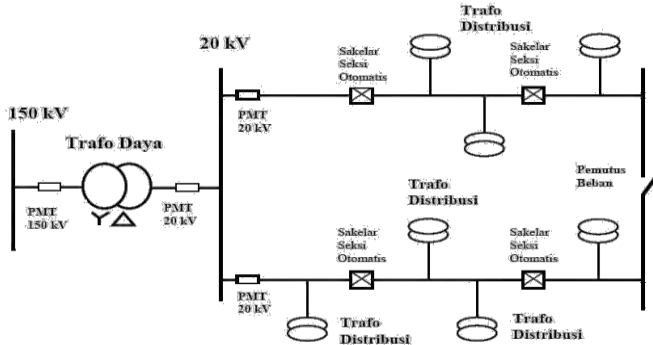 Trafo
Distribusi
20 kV
Sakelar
Seksi
Otomatis
Sakelar
Seksi
Otomatis
150 kV
PMT
20 kV
Trafo Daya
Trafo
Distribusi
Pemutus
Beban
PMT
150 kV
PMT
20 kV
Sakelar
Seksi
Otomatis
Sakelar
Seksi
Otomatis
PMT
20 kV
Trafo
Distribusi
Trafo
Distribusi